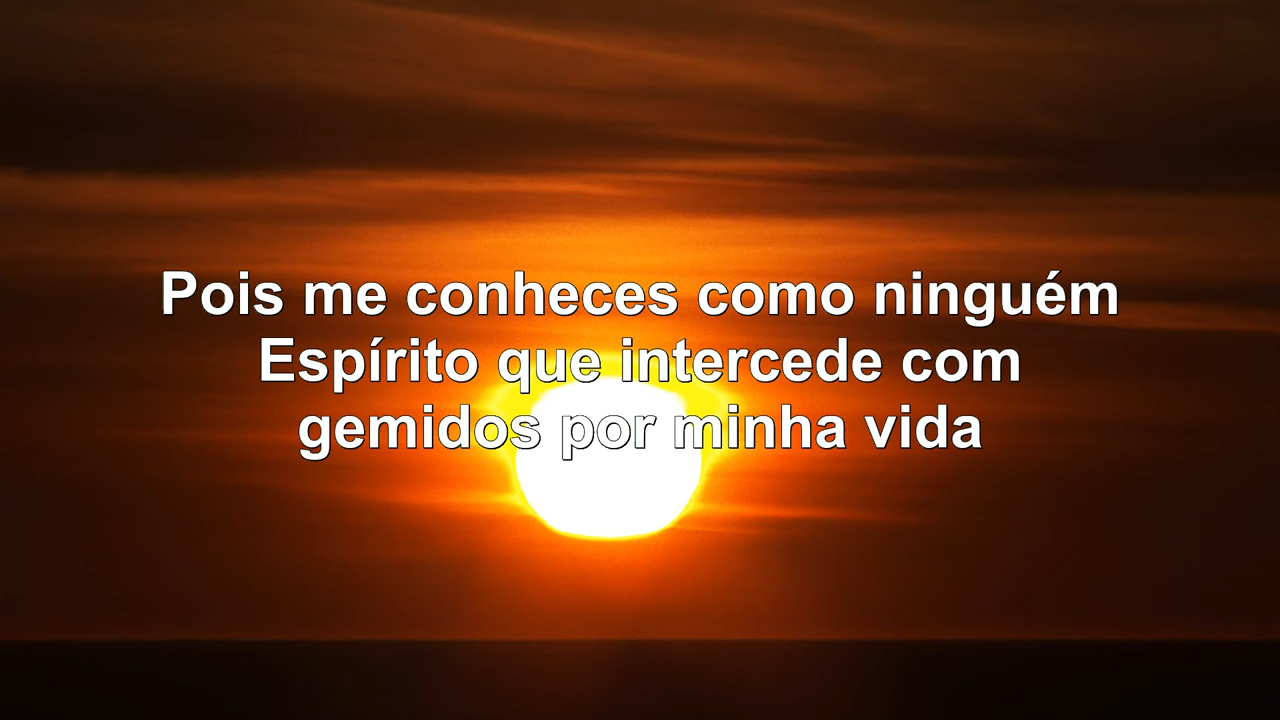 Pois me conheces como ninguém
Espírito que intercede com
gemidos por minha vida